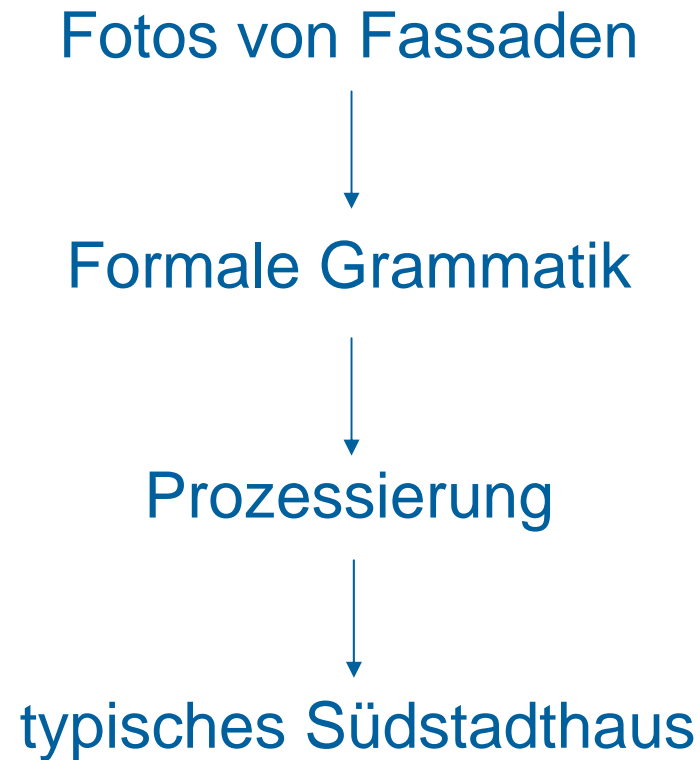 Fotos von Fassaden
Formale Grammatik
Prozessierung
typisches Südstadthaus